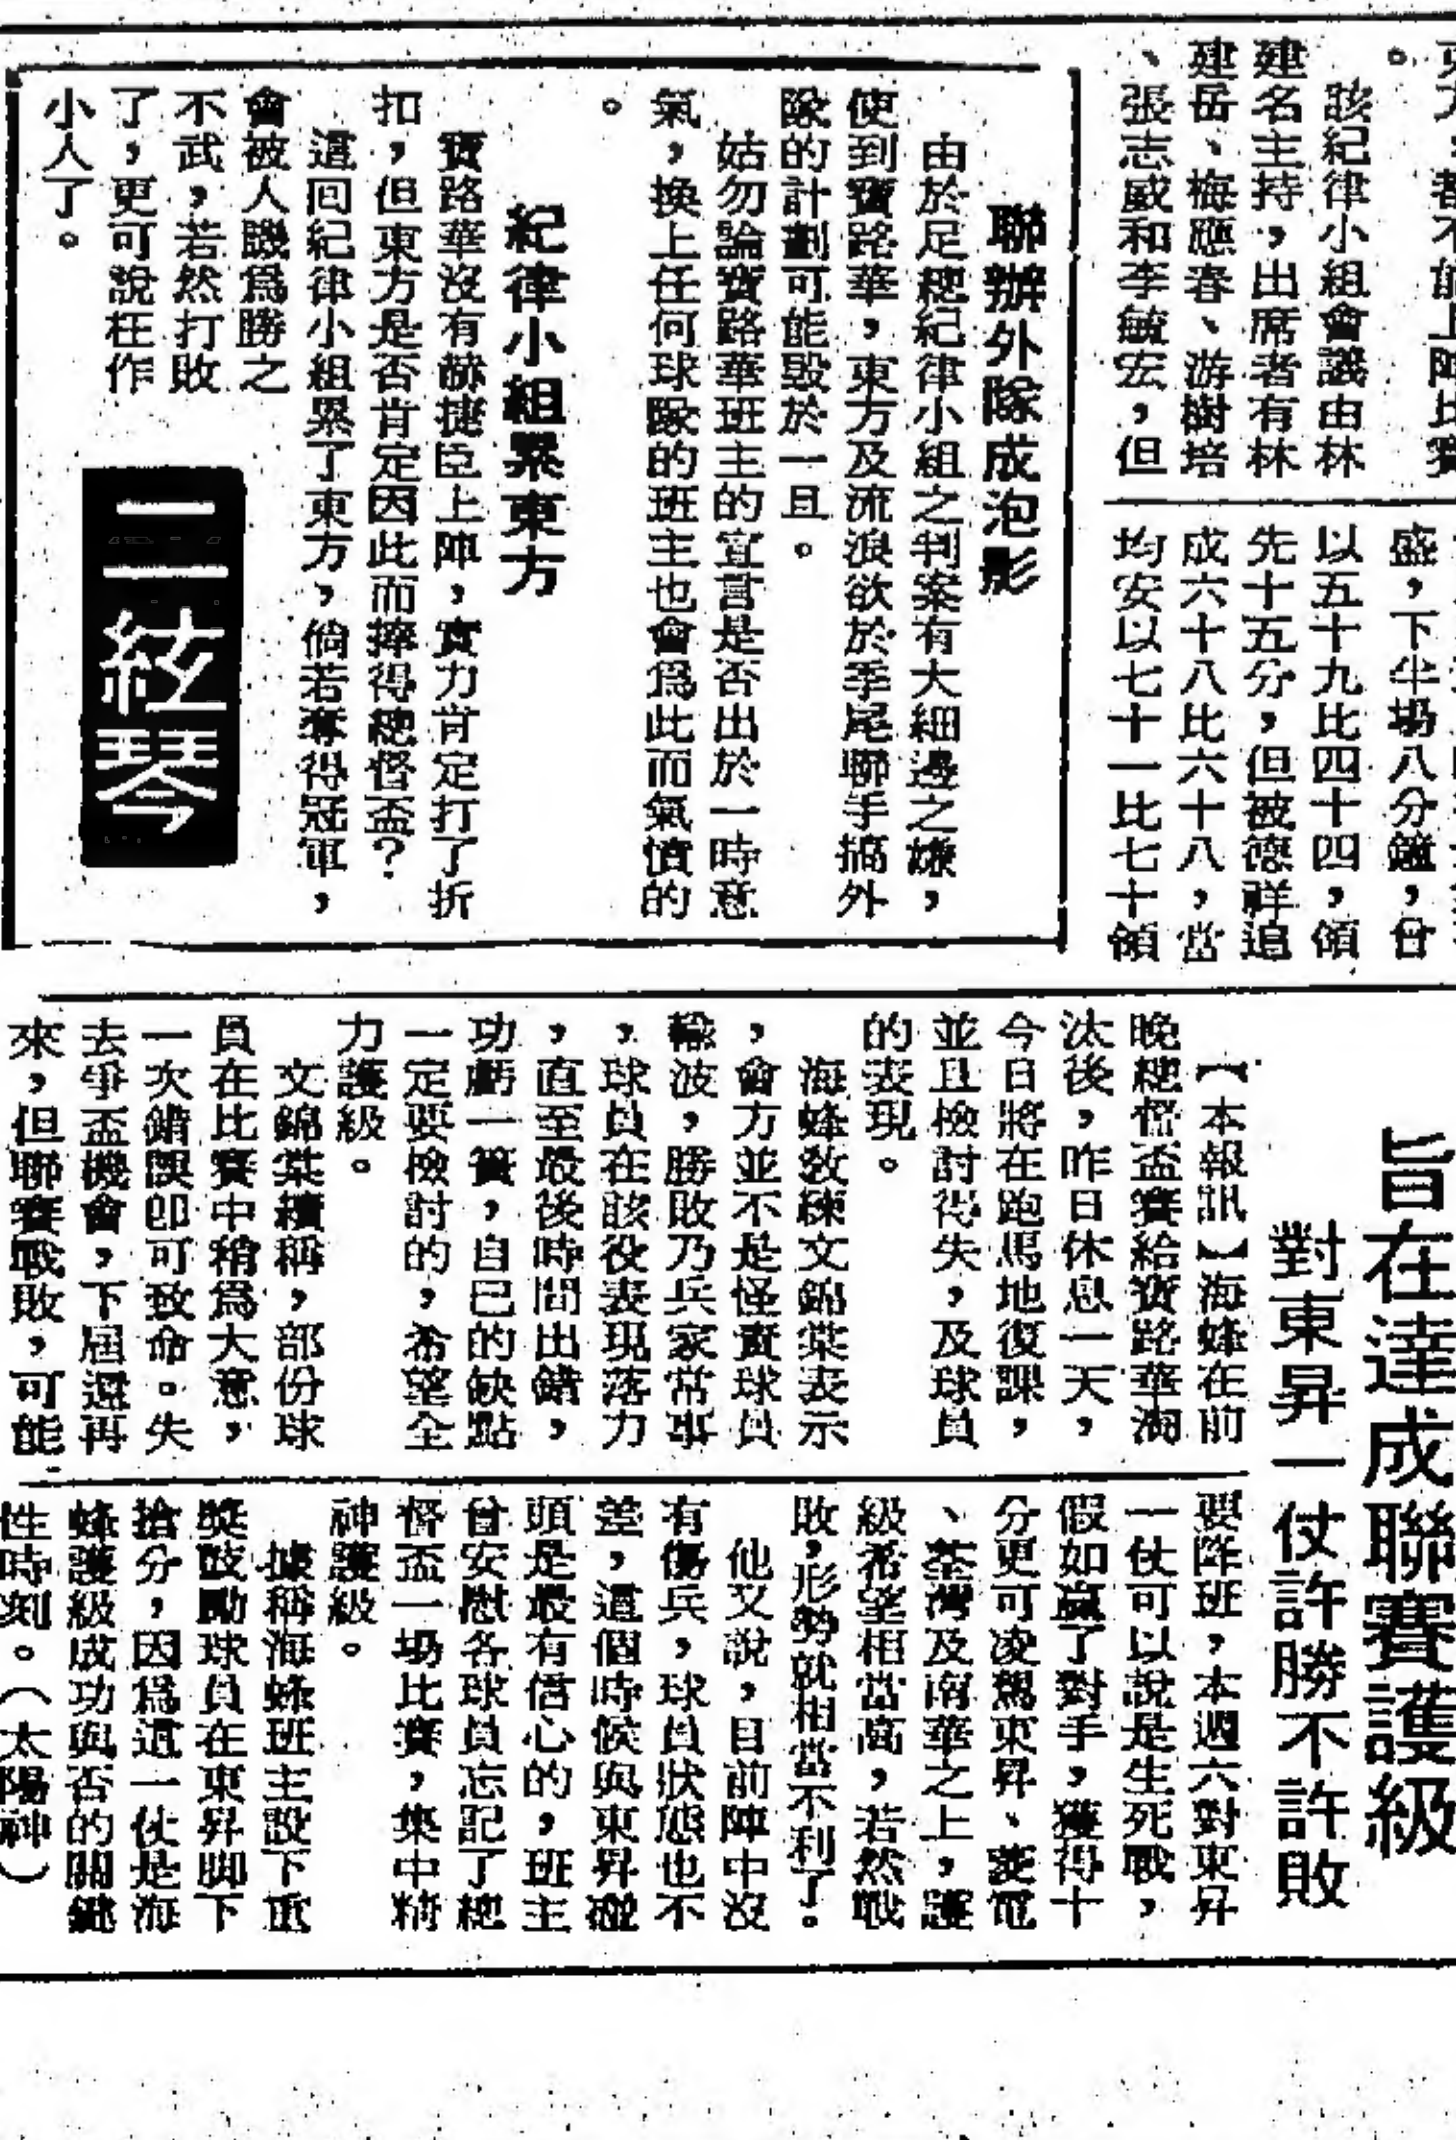 。
該紀律小組會議由林
建名主持，出席者有林
建岳、梅應春、游樹培
、張志威和李毓宏，但
盛，下半場八分鐘，曾
以五十九比四十四，領
先十五分，但被德祥追
成六十八比六十八，當
均安以七十一比七十領
聯辦外隊成泡影
由於足總紀律小組之判案有大細邊之嫌，
使到寶路華，東方及流浪欲於季尾聯手搞外
隊的計劃可能毀於一旦。
姑勿論寶路華班主的宣言是否出於一時意
氣，換上任何球隊的班主也會爲此而氣憤的
。
紀律小組累東方
寶路華沒有赫捷臣上陣，實力肯定打了折
扣，但東方是否肯定因此而捧得總督盃？
這回紀律小組累了東方，倘若奪得冠軍，
會被人譏爲勝之
不武，若然打敗
了，更可說枉作
小人了。
二絃琴
旨在達成聯賽護級
對東昇一仗許勝不許敗
【本報訊】海蜂在前
晚總督盃賽給寶路華淘
汰後，昨日休息一天，
今日將在跑馬地復課，
並且檢討得失，及球員
的表現。
海蜂教練文錦棠表示
，會方並不是怪責球員
輸波，勝敗乃兵家常事
，球員在該役表現落力
，直至最後時間出錯，
功虧一簣，自己的缺點
一定要檢討的，希望全
力護級。
文錦棠續稱，部份球
員在比賽中稍爲大意，
一次錯誤卽可致命。失
去爭盃機會，下屆還再
來，但聯賽戰敗，可能
要降班，本週六對東昇
一仗可以說是生死戰，
假如贏了對手，獲得十
分更可凌駕東昇、菱電
、荃灣及南華之上，護
級希望相當高，若然戰
敗，形勢就相當不利了。
他又說，目前陣中沒
有傷兵，球員狀態也不
差，這個時候與東昇碰
頭是最有信心的，班主
曾安慰各球員忘記了總
督盃一場比賽，集中精
神護級。
據稱海蜂班主設下重
獎鼓勵球員在東昇脚下
搶分，因爲這一仗是海
蜂護級成功與否的關鍵
性時刻。（太陽神）